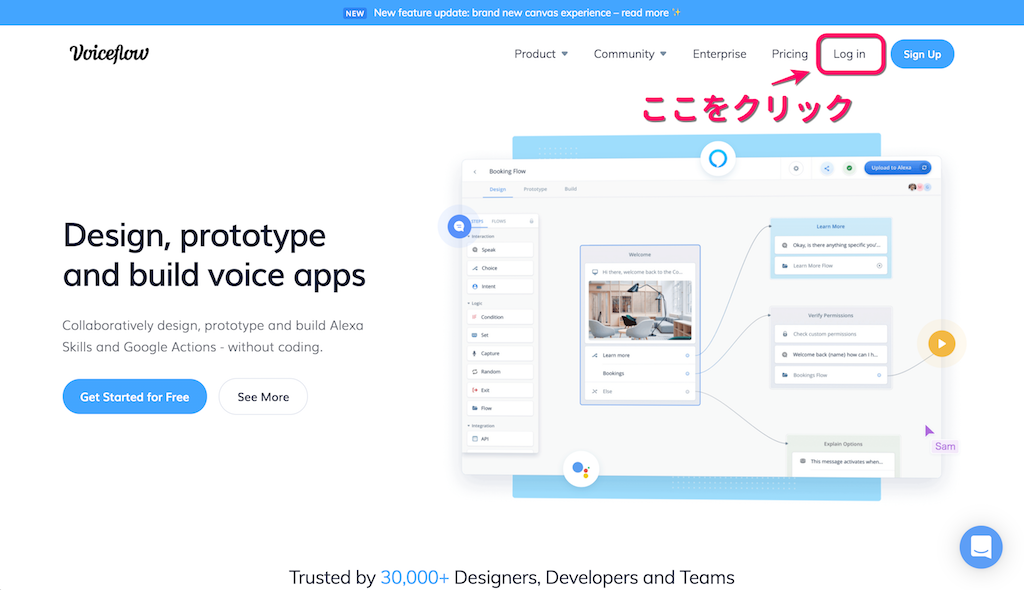 NEW New feature update: brand new canvas experience – read more ✨
Voiceflow
Product Community Enterprise Pricing Log in Sign Up
ここをクリック
Booking Flow
Upload to Alexa
Design Prototype Build
STEPS FLOWS
Interaction
Speak
Choice
Intent
Logic
Condition
Set
Capture
Random
Exit
Flow
Integration
API
Welcome
Hi there, welcome back to the Co...
Learn more
Bookings
Else
Learn More
Okay, is there anything specific you'...
Learn More Flow
Verify Permissions
Check custom permissions
Welcome back {name} how can I h...
Bookings Flow
Explain Options
This message activates when...
Sam
Design, prototype
and build voice apps
Collaboratively design, prototype and build Alexa
Skills and Google Actions - without coding.
Get Started for Free See More
Trusted by 30,000+ Designers, Developers and Teams